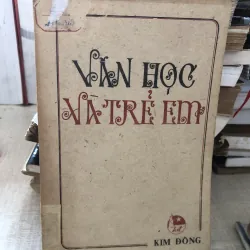 VĂN HỌC
VÀ TRẺ EM
KIM ĐỒNG